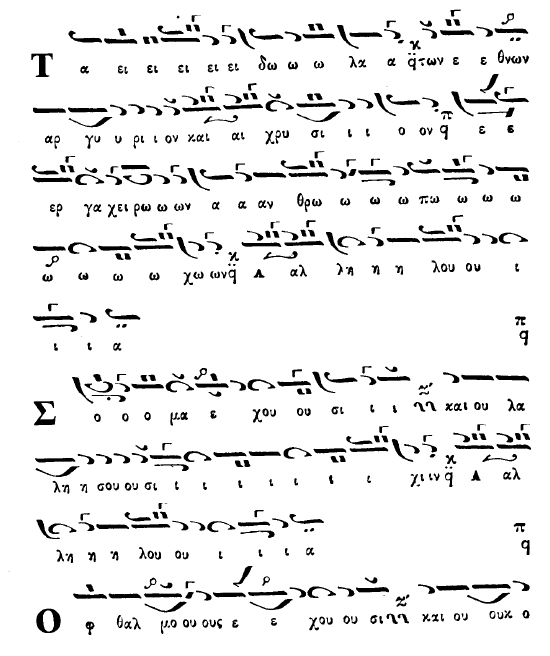 Τ α ει ει ει ει ει δω ω ω λα α των ε ε θνων
αρ γυ υ ρι ι ον και αι χρυ σι ι ι ο ον ε ε
ερ γα χει ρω ω ων α α αν θρω ω ω ω πω ω ω ω
ω ω ω ω χω ων Α αλ λη η η λου ου ι
ι ι α
Σ ο ο ο μα ε χου ου σι ι ι και ου λα
λη η σου ου σι ι ι ι ι ι ι ι χι ιν Α αλ
λη η η λου ου ι ι ι α
Ο φ θαλ μο ου ους ε ε χου ου σι και ου ουκ ο